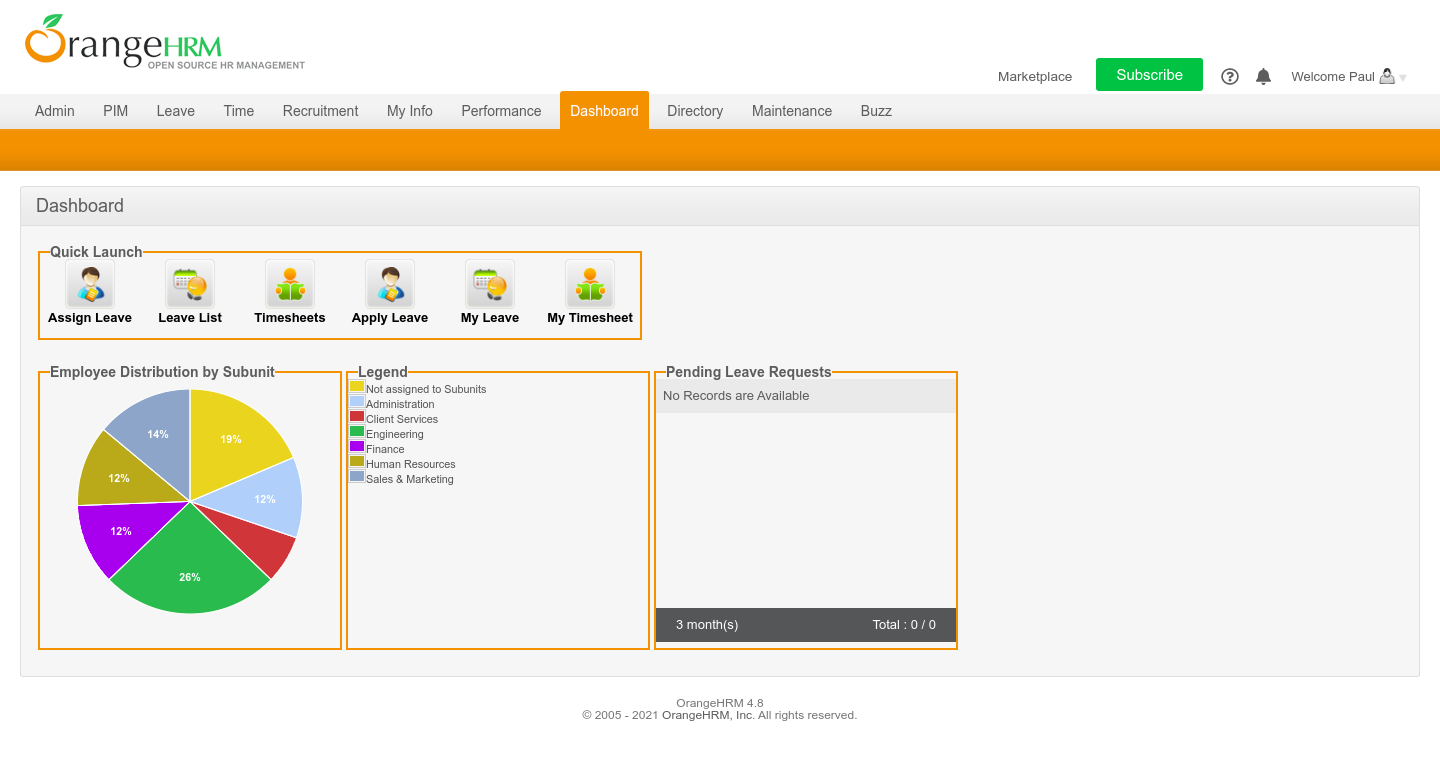 OrangeHRM
OPEN SOURCE HR MANAGEMENT
Marketplace
Subscribe
Welcome Paul
Admin PIM Leave Time Recruitment My Info Performance Dashboard Directory Maintenance Buzz
Dashboard
Quick Launch
Assign Leave Leave List Timesheets Apply Leave My Leave My Timesheet
Employee Distribution by Subunit
19%
12%
26%
12%
12%
14%
Legend
Not assigned to Subunits
Administration
Client Services
Engineering
Finance
Human Resources
Sales & Marketing
Pending Leave Requests
No Records are Available
3 month(s) Total : 0 / 0
OrangeHRM 4.8
© 2005 - 2021 OrangeHRM, Inc. All rights reserved.